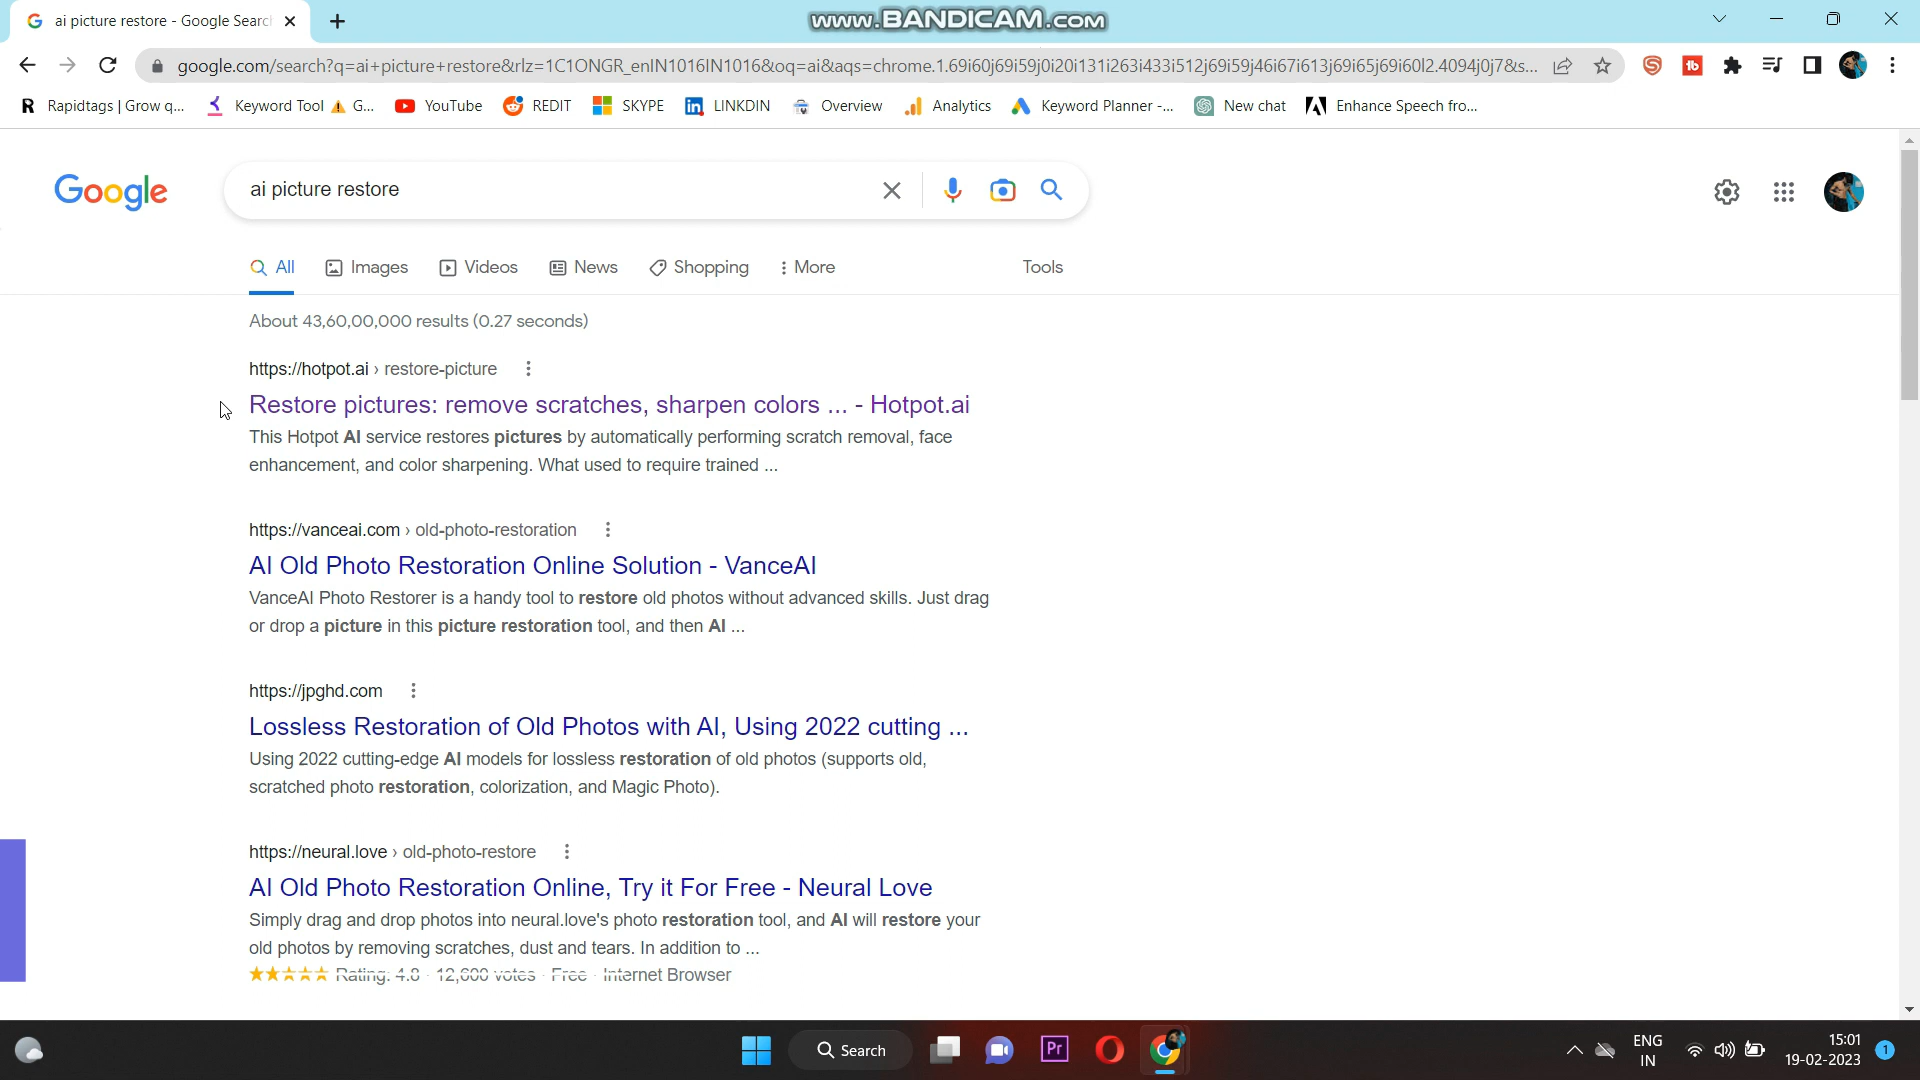 ai picture restore - Google Search
www.BANDICAM.com
google.com/search?q=ai+picture+restore&rlz=1C1ONGR_enIN1016IN1016&oq=ai&aqs=chrome.1.69i60j69i59j0i20i131i263i433i512j69i59j46i67i613j69i65j69i60l2.4094j0j7&s...
Rapidtags | Grow q... Keyword Tool ⚠ G... YouTube REDIT SKYPE LINKDIN Overview Analytics Keyword Planner -... New chat Enhance Speech fro...
Google ai picture restore
All Images Videos News Shopping More Tools
About 43,60,00,000 results (0.27 seconds)
https://hotpot.ai › restore-picture
Restore pictures: remove scratches, sharpen colors ... - Hotpot.ai
This Hotpot AI service restores pictures by automatically performing scratch removal, face
enhancement, and color sharpening. What used to require trained ...
https://vanceai.com › old-photo-restoration
AI Old Photo Restoration Online Solution - VanceAI
VanceAI Photo Restorer is a handy tool to restore old photos without advanced skills. Just drag
or drop a picture in this picture restoration tool, and then AI ...
https://jpghd.com
Lossless Restoration of Old Photos with AI, Using 2022 cutting ...
Using 2022 cutting-edge AI models for lossless restoration of old photos (supports old,
scratched photo restoration, colorization, and Magic Photo).
https://neural.love › old-photo-restore
AI Old Photo Restoration Online, Try it For Free - Neural Love
Simply drag and drop photos into neural.love's photo restoration tool, and AI will restore your
old photos by removing scratches, dust and tears. In addition to ...
Rating: 4.8 · 12,600 votes · Free · Internet Browser
Search
Pr
ENG
IN
15:01
19-02-2023
1